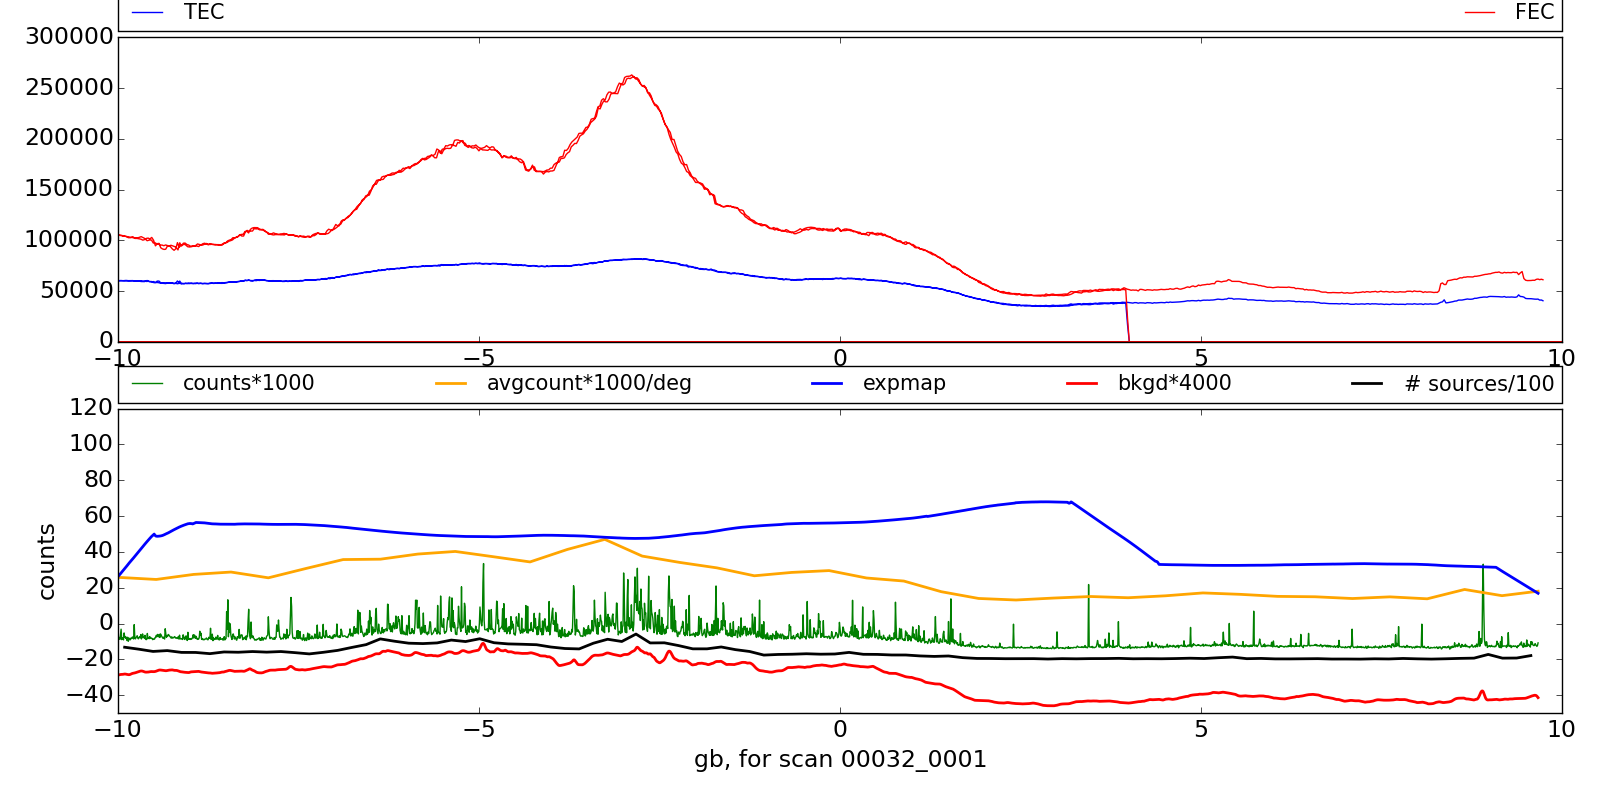 TEC FEC
300000
250000
200000
150000
100000
50000
0
−10 −5 0 5 10
counts*1000 avgcount*1000/deg expmap bkgd*4000 # sources/100
120
100
80
60
40
20
0
−20
−40
counts
−10 −5 0 5 10
gb, for scan 00032_0001